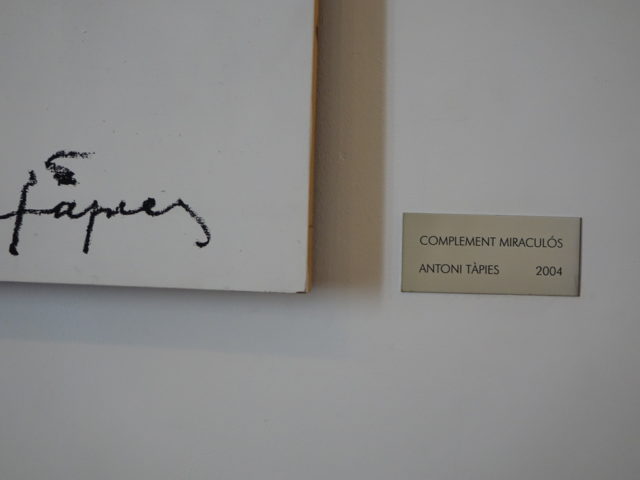 Tàpies
COMPLEMENT MIRACULÓS
ANTONI TÀPIES 2004